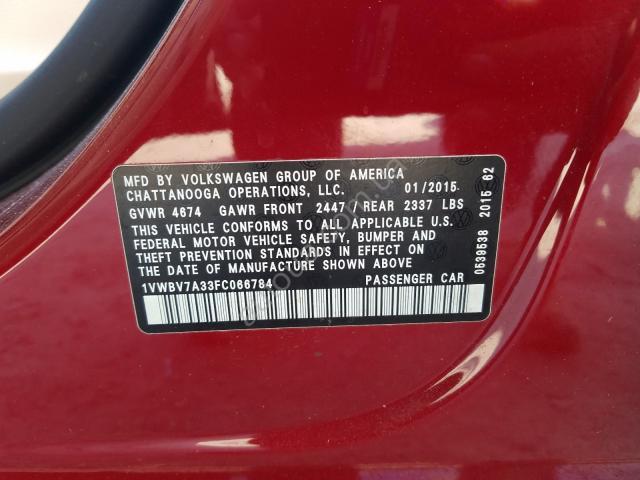 MFD BY VOLKSWAGEN GROUP OF AMERICA
CHATTANOOGA OPERATIONS, LLC. 01/2015
GVWR 4674 GAWR FRONT 2447/ REAR 2337 LBS
THIS VEHICLE CONFORMS TO ALL APPLICABLE U.S.
FEDERAL MOTOR VEHICLE SAFETY, BUMPER AND
THEFT PREVENTION STANDARDS IN EFFECT
ON THE DATE OF MANUFACTURE SHOWN ABOVE
1VWBV7A33FC066784 PASSENGER CAR
0539538 2015 62